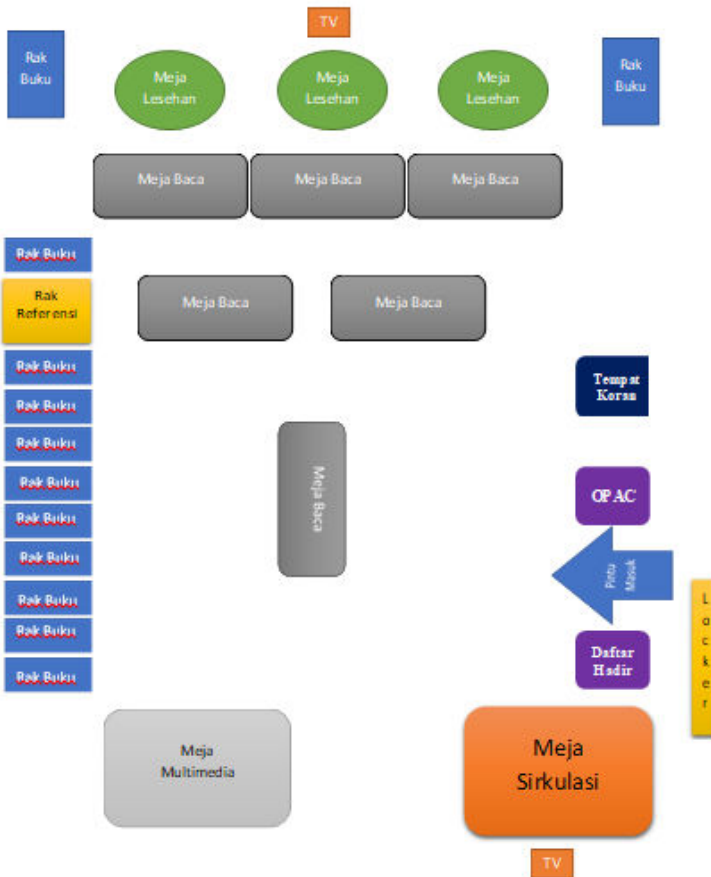 TV
Rak
Buku
Meja
Lesehan
Meja
Lesehan
Meja
Lesehan
Rak
Buku
Meja Baca
Meja Baca
Meja Baca
Rak Buku
Rak
Referensi
Meja Baca
Meja Baca
Rak Buku
Tempat
Koran
Rak Buku
Rak Buku
Meja Baca
Rak Buku
OPAC
Rak Buku
Rak Buku
Pintu
Masuk
Rak Buku
Locker
Rak Buku
Daftar
Hadir
Rak Buku
Meja
Multimedia
Meja
Sirkulasi
TV